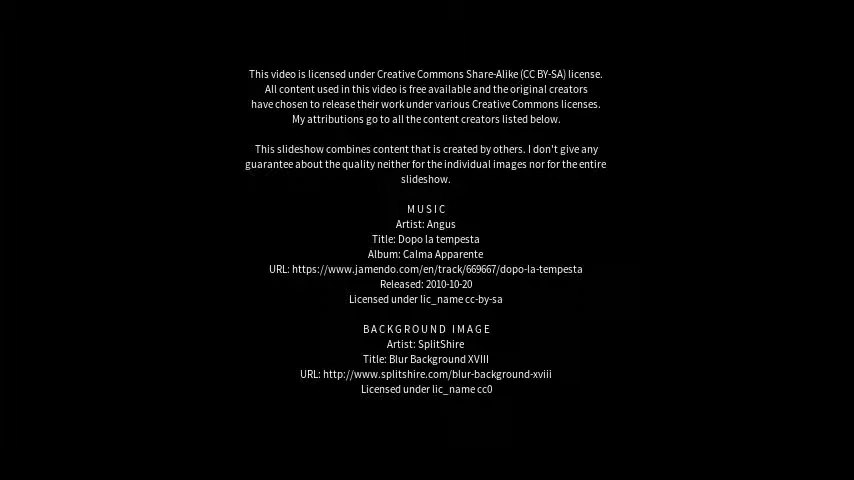 This video is licensed under Creative Commons Share-Alike (CC BY-SA) license.
All content used in this video is free available and the original creators
have chosen to release their work under various Creative Commons licenses.
My attributions go to all the content creators listed below.
This slideshow combines content that is created by others. I don't give any
guarantee about the quality neither for the individual images nor for the entire
slideshow.
MUSIC
Artist: Angus
Title: Dopo la tempesta
Album: Calma Apparente
URL: https://www.jamendo.com/en/track/669667/dopo-la-tempesta
Released: 2010-10-20
Licensed under lic_name cc-by-sa
BACKGROUND IMAGE
Artist: SplitShire
Title: Blur Background XVIII
URL: http://www.splitshire.com/blur-background-xviii
Licensed under lic_name cc0